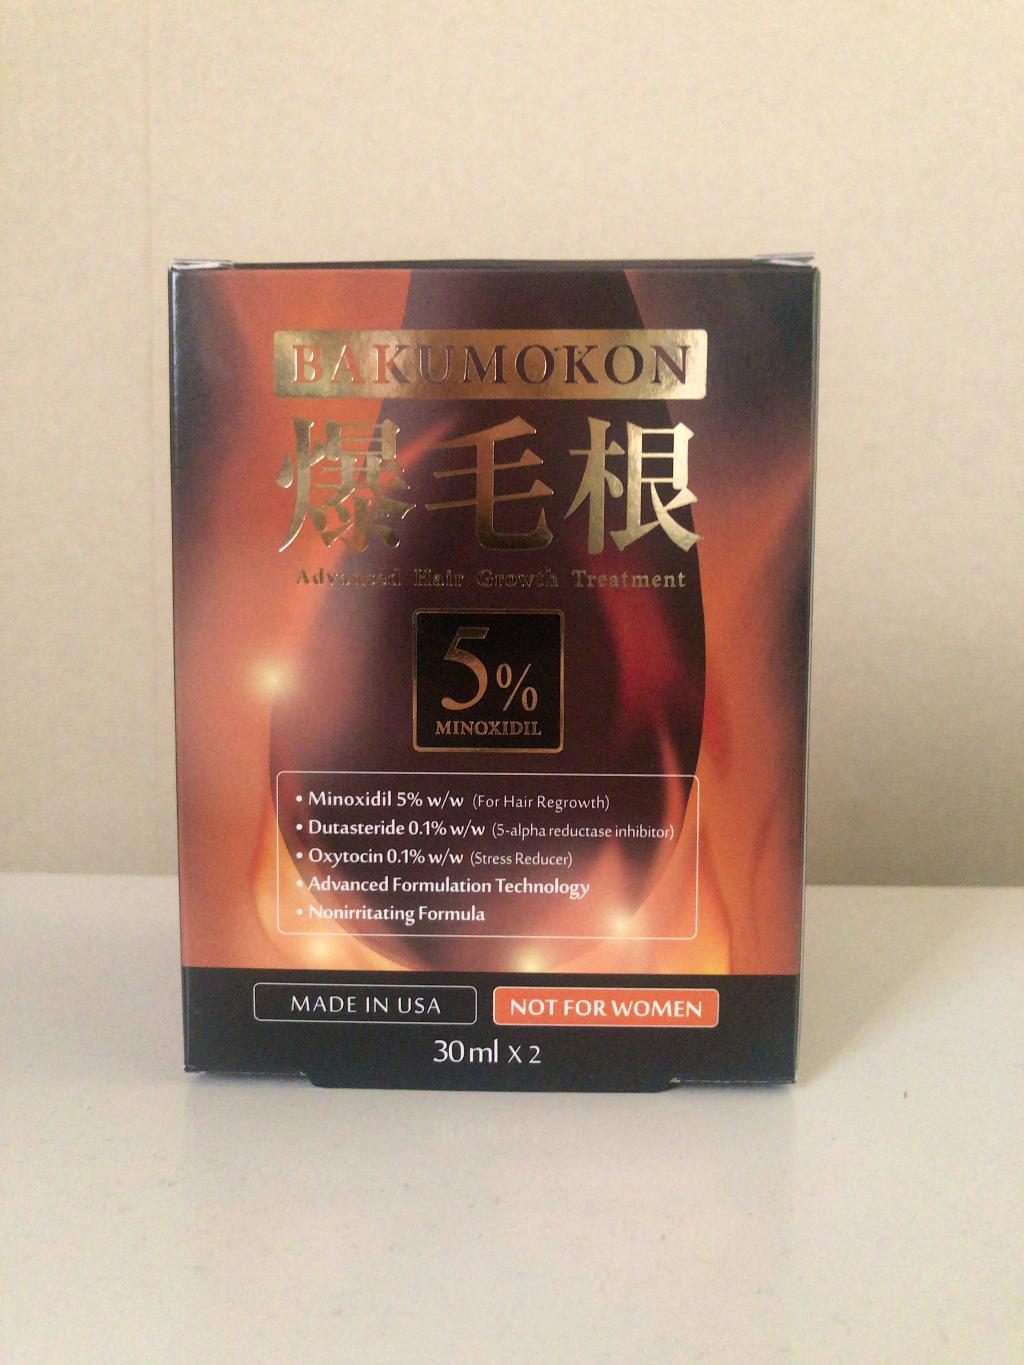 BAKUMOKON
爆毛根
Advanced Hair Growth Treatment
5%
MINOXIDIL
• Minoxidil 5% w/w (For Hair Regrowth)
• Dutasteride 0.1% w/w (5-alpha reductase inhibitor)
• Oxytocin 0.1% w/w (Stress Reducer)
• Advanced Formulation Technology
• Nonirritating Formula
MADE IN USA NOT FOR WOMEN
30ml X 2